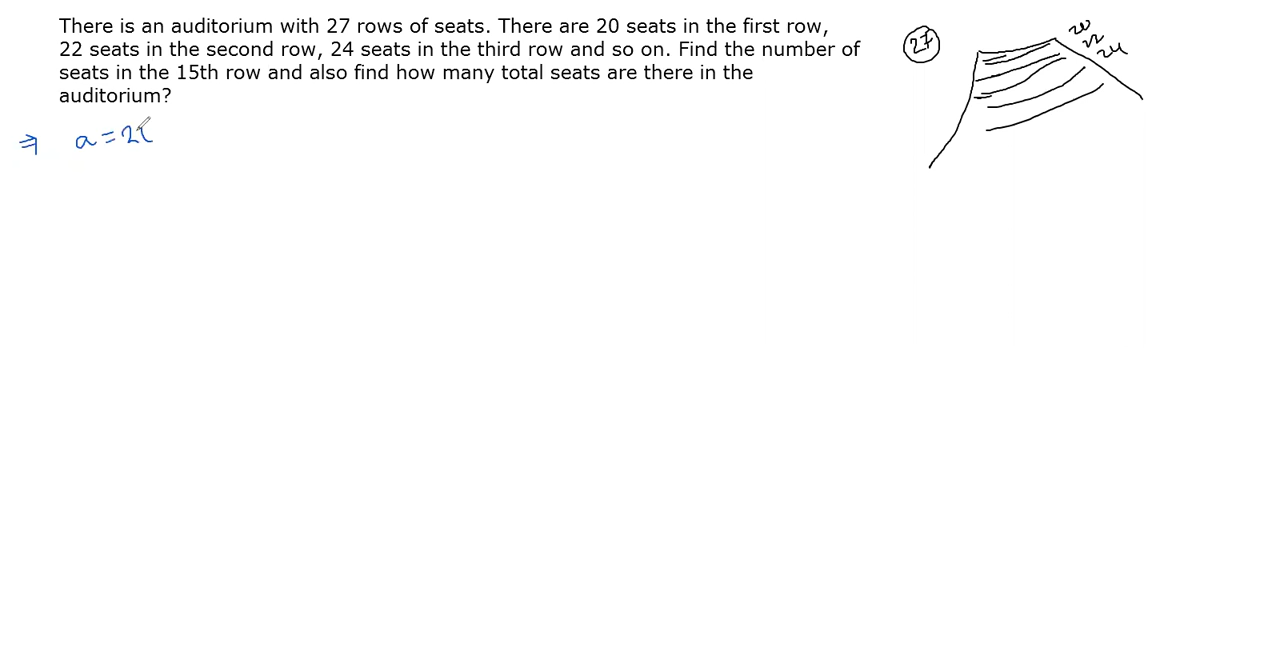 There is an auditorium with 27 rows of seats. There are 20 seats in the first row,
22 seats in the second row, 24 seats in the third row and so on. Find the number of
seats in the 15th row and also find how many total seats are there in the
auditorium?
27
20
22
24
⇒ a = 2